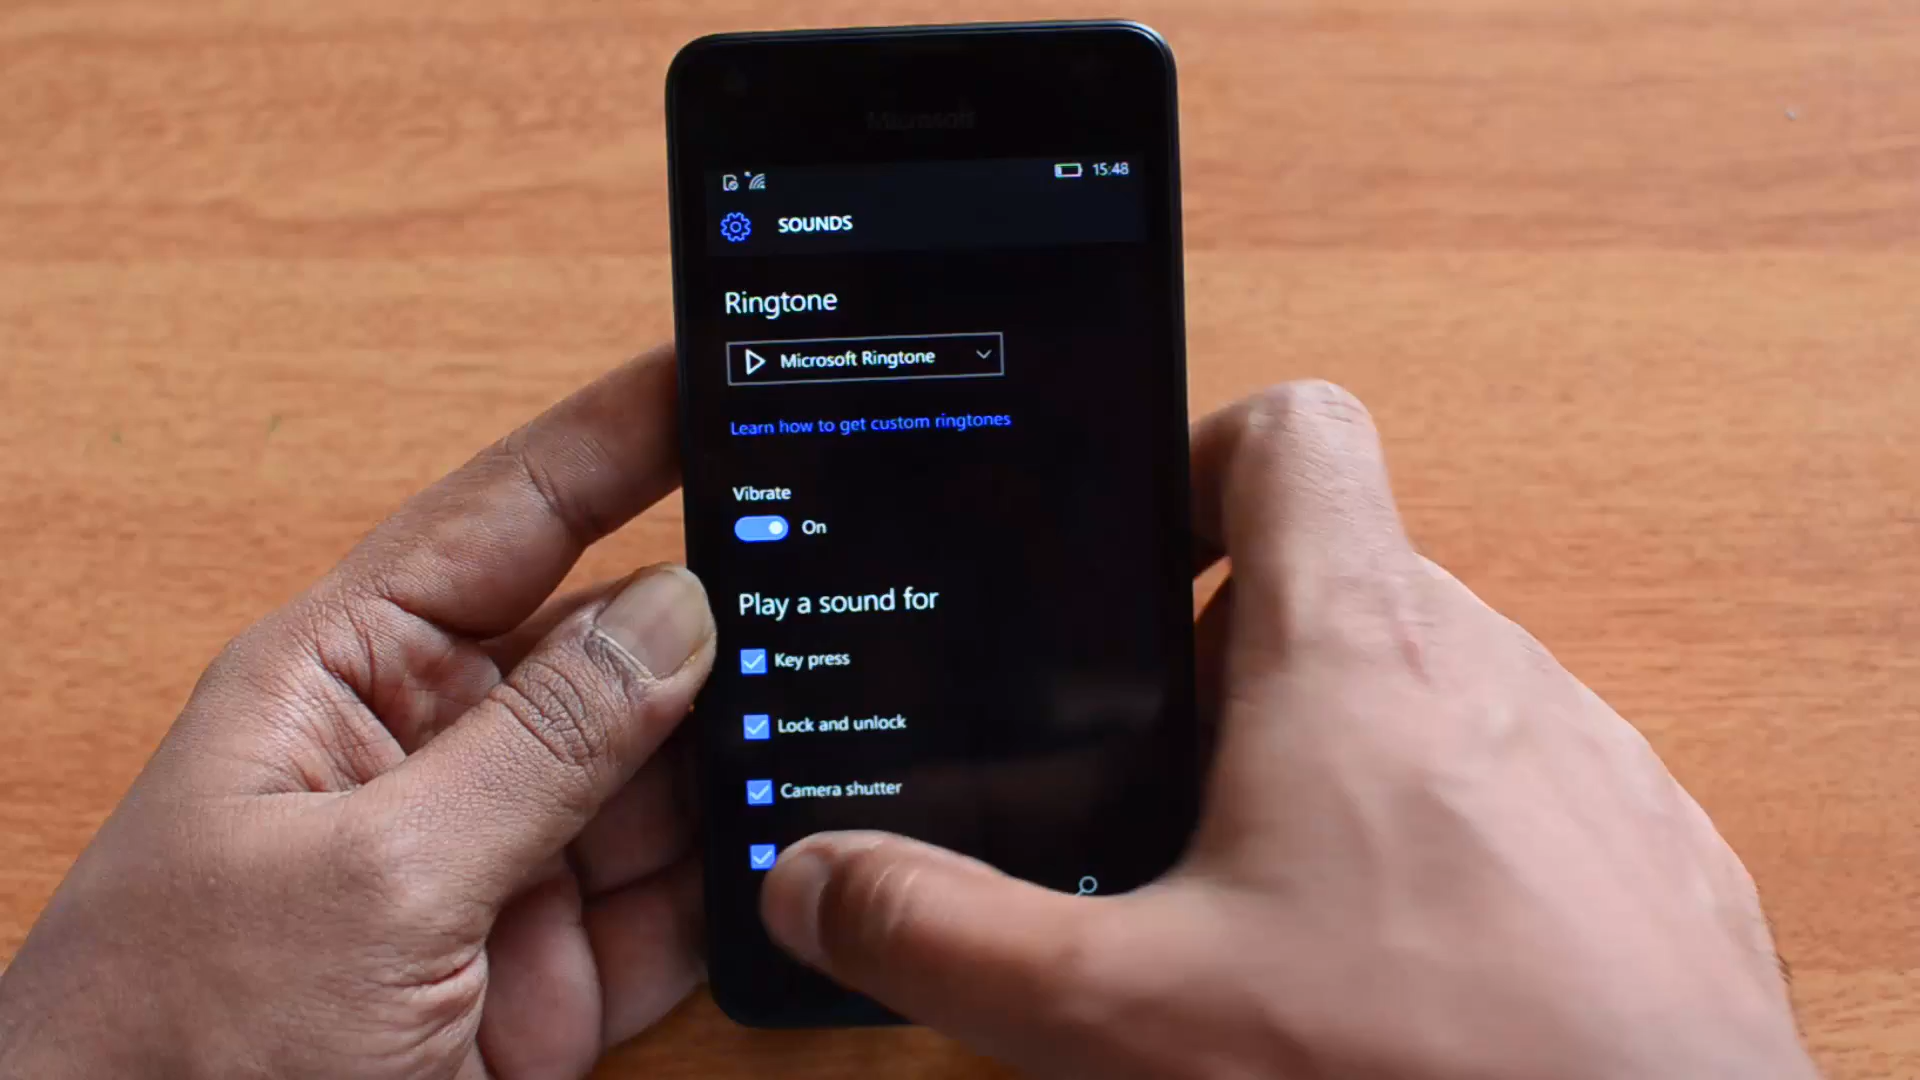 Microsoft
15:48
SOUNDS
Ringtone
Microsoft Ringtone
Learn how to get custom ringtones
Vibrate
On
Play a sound for
Key press
Lock and unlock
Camera shutter